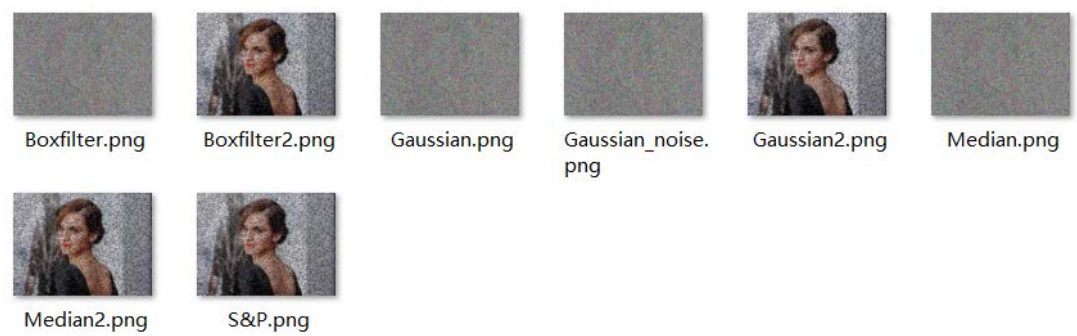 Boxfilter.png
Boxfilter2.png
Gaussian.png
Gaussian_noise.
png
Gaussian2.png
Median.png
Median2.png
S&P.png